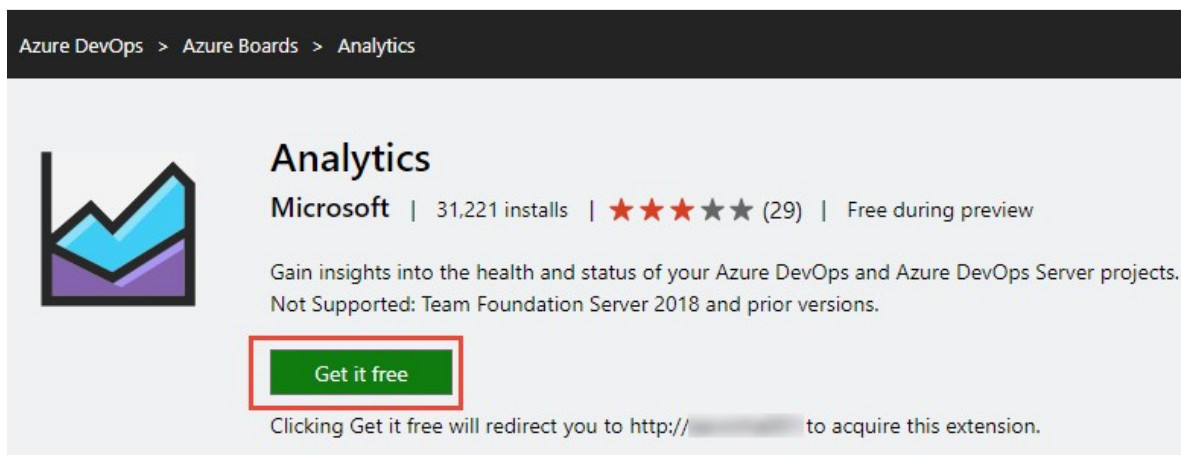 Azure DevOps > Azure Boards > Analytics
Analytics
Microsoft | 31,221 installs | ★★★★★ (29) | Free during preview
Gain insights into the health and status of your Azure DevOps and Azure DevOps Server projects.
Not Supported: Team Foundation Server 2018 and prior versions.
Get it free
Clicking Get it free will redirect you to http:// to acquire this extension.